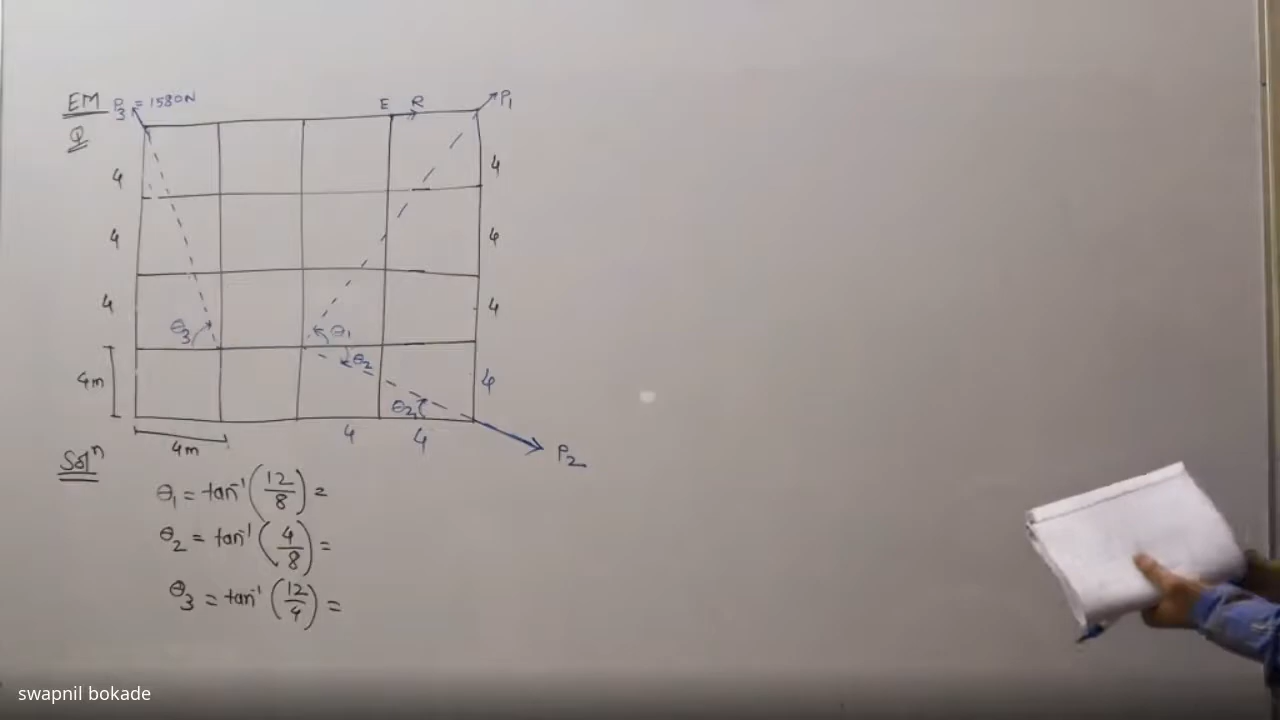 EM P₃ = 1580N E R P₁
Q
4 4
4 4
4 θ₃ θ₁ 4
θ₂
4m θ₂ 4
4m 4 4 P₂
Solⁿ
θ₁ = tan⁻¹ (12/8) =
θ₂ = tan⁻¹ (4/8) =
θ₃ = tan⁻¹ (12/4) =
swapnil bokade